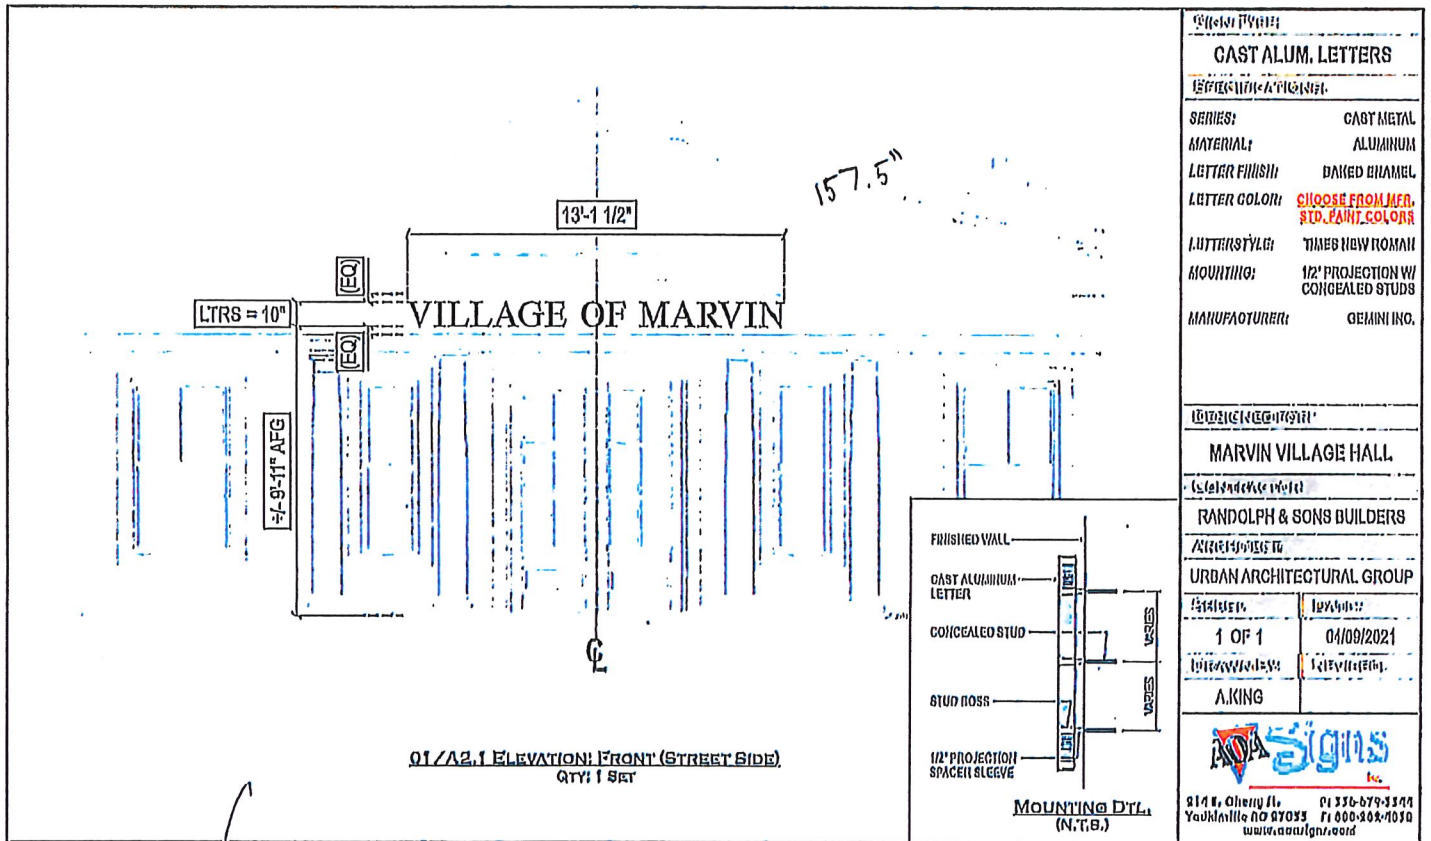 CAST ALUM. LETTERS
SERIES: CAST METAL
MATERIAL: ALUMINUM
LETTER FINISH: BAKED ENAMEL
LETTER COLOR: CHOOSE FROM MFR.
STD. PAINT COLORS
LETTERSTYLE: TIMES NEW ROMAN
MOUNTING: 1/2" PROJECTION W/
CONCEALED STUDS
MANUFACTURER: GEMINI INC.
157.5"
13'-1 1/2"
(EQ)
LTRS = 10"
VILLAGE OF MARVIN
(EQ)
+/-9'-11" AFG
℄
01/A2.1 ELEVATION: FRONT (STREET SIDE)
QTY: 1 SET
FINISHED WALL
CAST ALUMINUM
LETTER
CONCEALED STUD
STUD BOSS
1/2" PROJECTION
SPACER SLEEVE
VARIES
VARIES
MOUNTING DTL.
(N.T.S.)
MARVIN VILLAGE HALL
RANDOLPH & SONS BUILDERS
ARCHITECT:
URBAN ARCHITECTURAL GROUP
1 OF 1
04/09/2021
A.KING
ADA Signs
Inc.